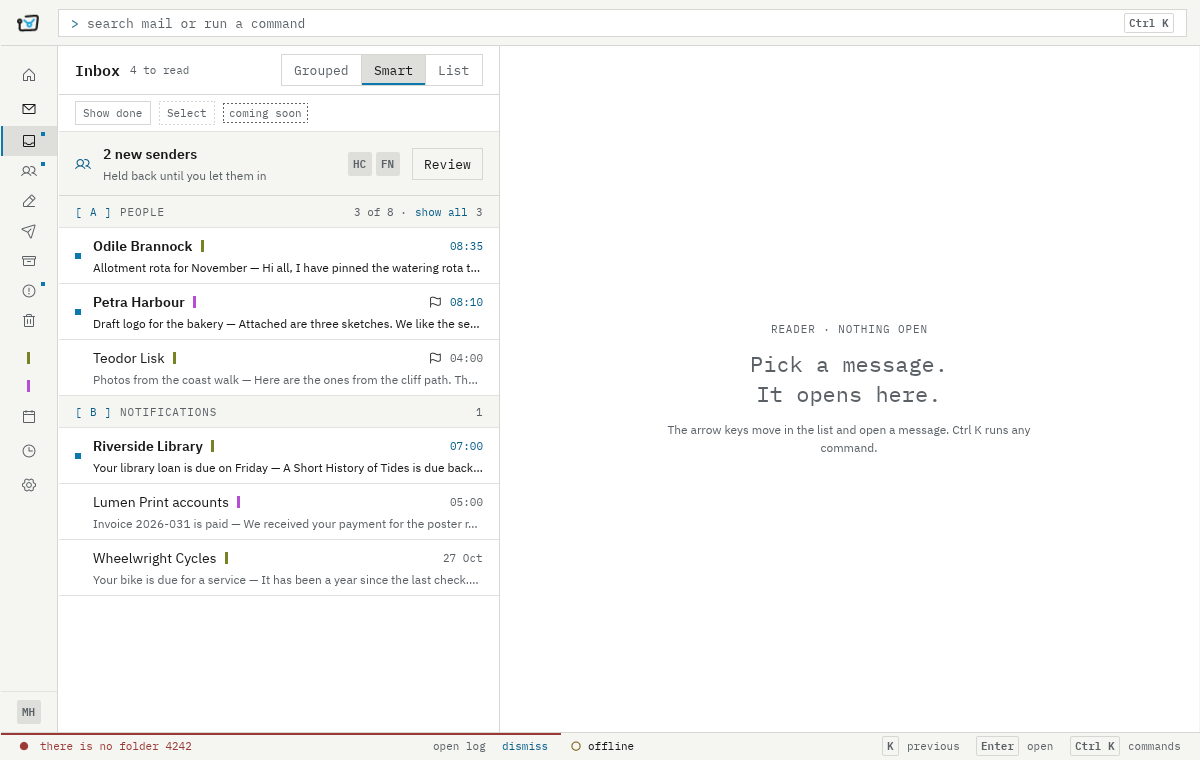 > search mail or run a command Ctrl K
Inbox 4 to read Grouped Smart List
Show done Select coming soon
2 new senders
Held back until you let them in
HC FN Review
[ A ] PEOPLE 3 of 8 · show all 3
Odile Brannock 08:35
Allotment rota for November — Hi all, I have pinned the watering rota t…
Petra Harbour 08:10
Draft logo for the bakery — Attached are three sketches. We like the se…
Teodor Lisk 04:00
Photos from the coast walk — Here are the ones from the cliff path. Th…
[ B ] NOTIFICATIONS 1
Riverside Library 07:00
Your library loan is due on Friday — A Short History of Tides is due back…
Lumen Print accounts 05:00
Invoice 2026-031 is paid — We received your payment for the poster r…
Wheelwright Cycles 27 Oct
Your bike is due for a service — It has been a year since the last check.…
READER · NOTHING OPEN
Pick a message.
It opens here.
The arrow keys move in the list and open a message. Ctrl K runs any
command.
MH
there is no folder 4242 open log dismiss offline K previous Enter open Ctrl K commands